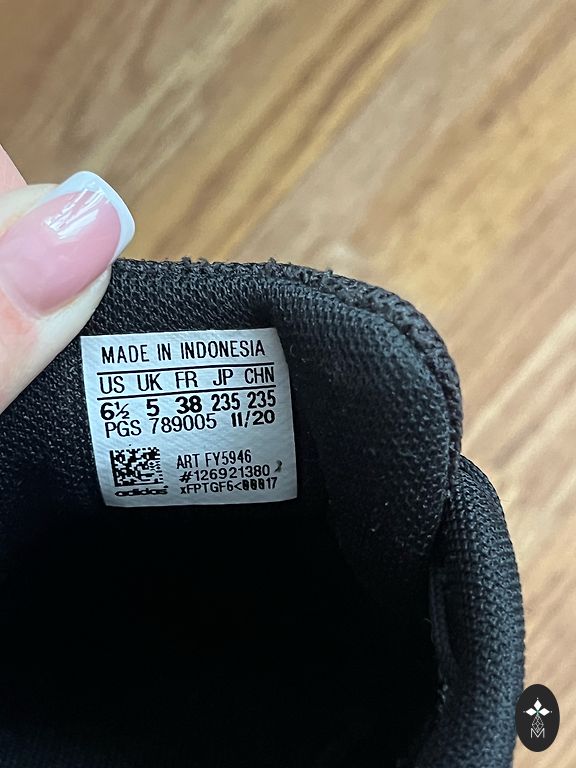 MADE IN INDONESIA
US UK FR JP CHN
6½ 5 38 235 235
PGS 789005 11/20
ART FY5946
#126921380
adidas xFPTGF6<00017
M